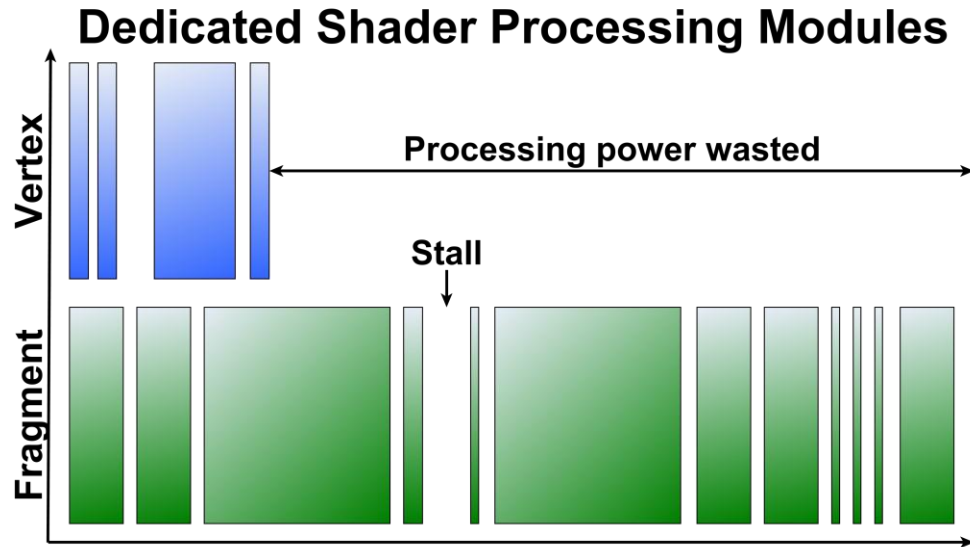 Dedicated Shader Processing Modules
Vertex
Processing power wasted
Stall
Fragment